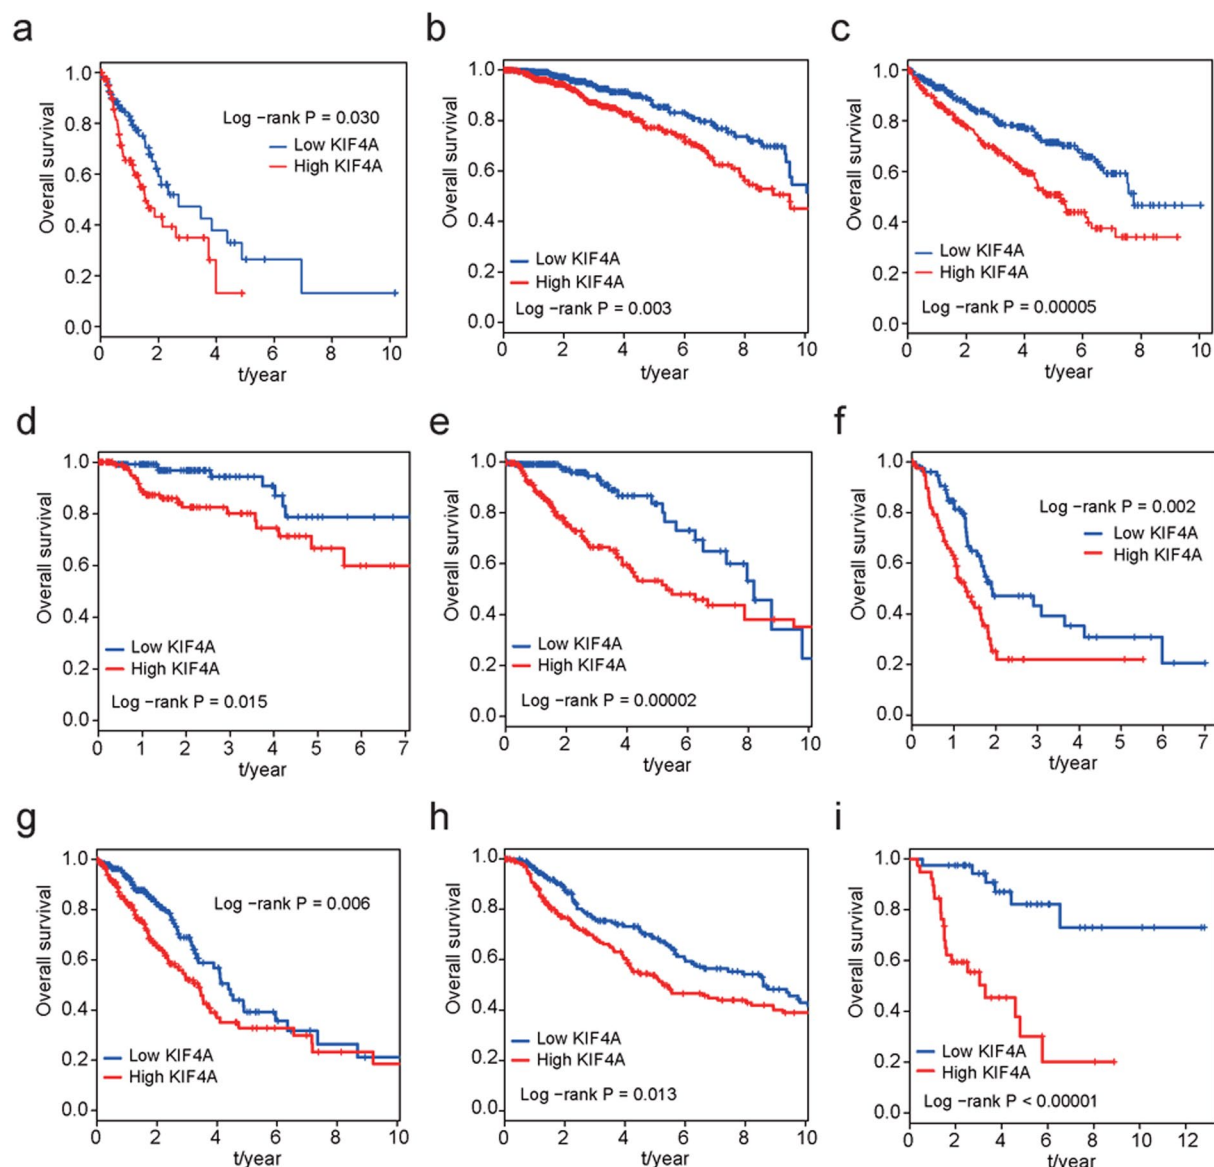 a
Overall survival
1.0
0.8
0.6
0.4
0.2
0.0
Log –rank P = 0.030
Low KIF4A
High KIF4A
0 2 4 6 8 10
t/year
b
Overall survival
1.0
0.8
0.6
0.4
0.2
0.0
Low KIF4A
High KIF4A
Log –rank P = 0.003
0 2 4 6 8 10
t/year
c
Overall survival
1.0
0.8
0.6
0.4
0.2
0.0
Low KIF4A
High KIF4A
Log –rank P = 0.00005
0 2 4 6 8 10
t/year
d
Overall survival
1.0
0.8
0.6
0.4
0.2
0.0
Low KIF4A
High KIF4A
Log –rank P = 0.015
0 1 2 3 4 5 6 7
t/year
e
Overall survival
1.0
0.8
0.6
0.4
0.2
0.0
Low KIF4A
High KIF4A
Log –rank P = 0.00002
0 2 4 6 8 10
t/year
f
Overall survival
1.0
0.8
0.6
0.4
0.2
0.0
Log –rank P = 0.002
Low KIF4A
High KIF4A
0 1 2 3 4 5 6 7
t/year
g
Overall survival
1.0
0.8
0.6
0.4
0.2
0.0
Log –rank P = 0.006
Low KIF4A
High KIF4A
0 2 4 6 8 10
t/year
h
Overall survival
1.0
0.8
0.6
0.4
0.2
0.0
Low KIF4A
High KIF4A
Log –rank P = 0.013
0 2 4 6 8 10
t/year
i
Overall survival
1.0
0.8
0.6
0.4
0.2
0.0
Low KIF4A
High KIF4A
Log –rank P < 0.00001
0 2 4 6 8 10 12
t/year